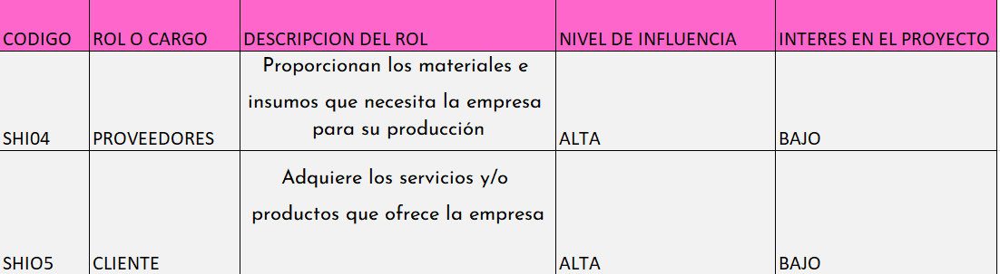 CODIGO ROL O CARGO DESCRIPCION DEL ROL NIVEL DE INFLUENCIA INTERES EN EL PROYECTO
Proporcionan los materiales e
insumos que necesita la empresa
para su producción
SHI04 PROVEEDORES ALTA BAJO
Adquiere los servicios y/o
productos que ofrece la empresa
SHIO5 CLIENTE ALTA BAJO